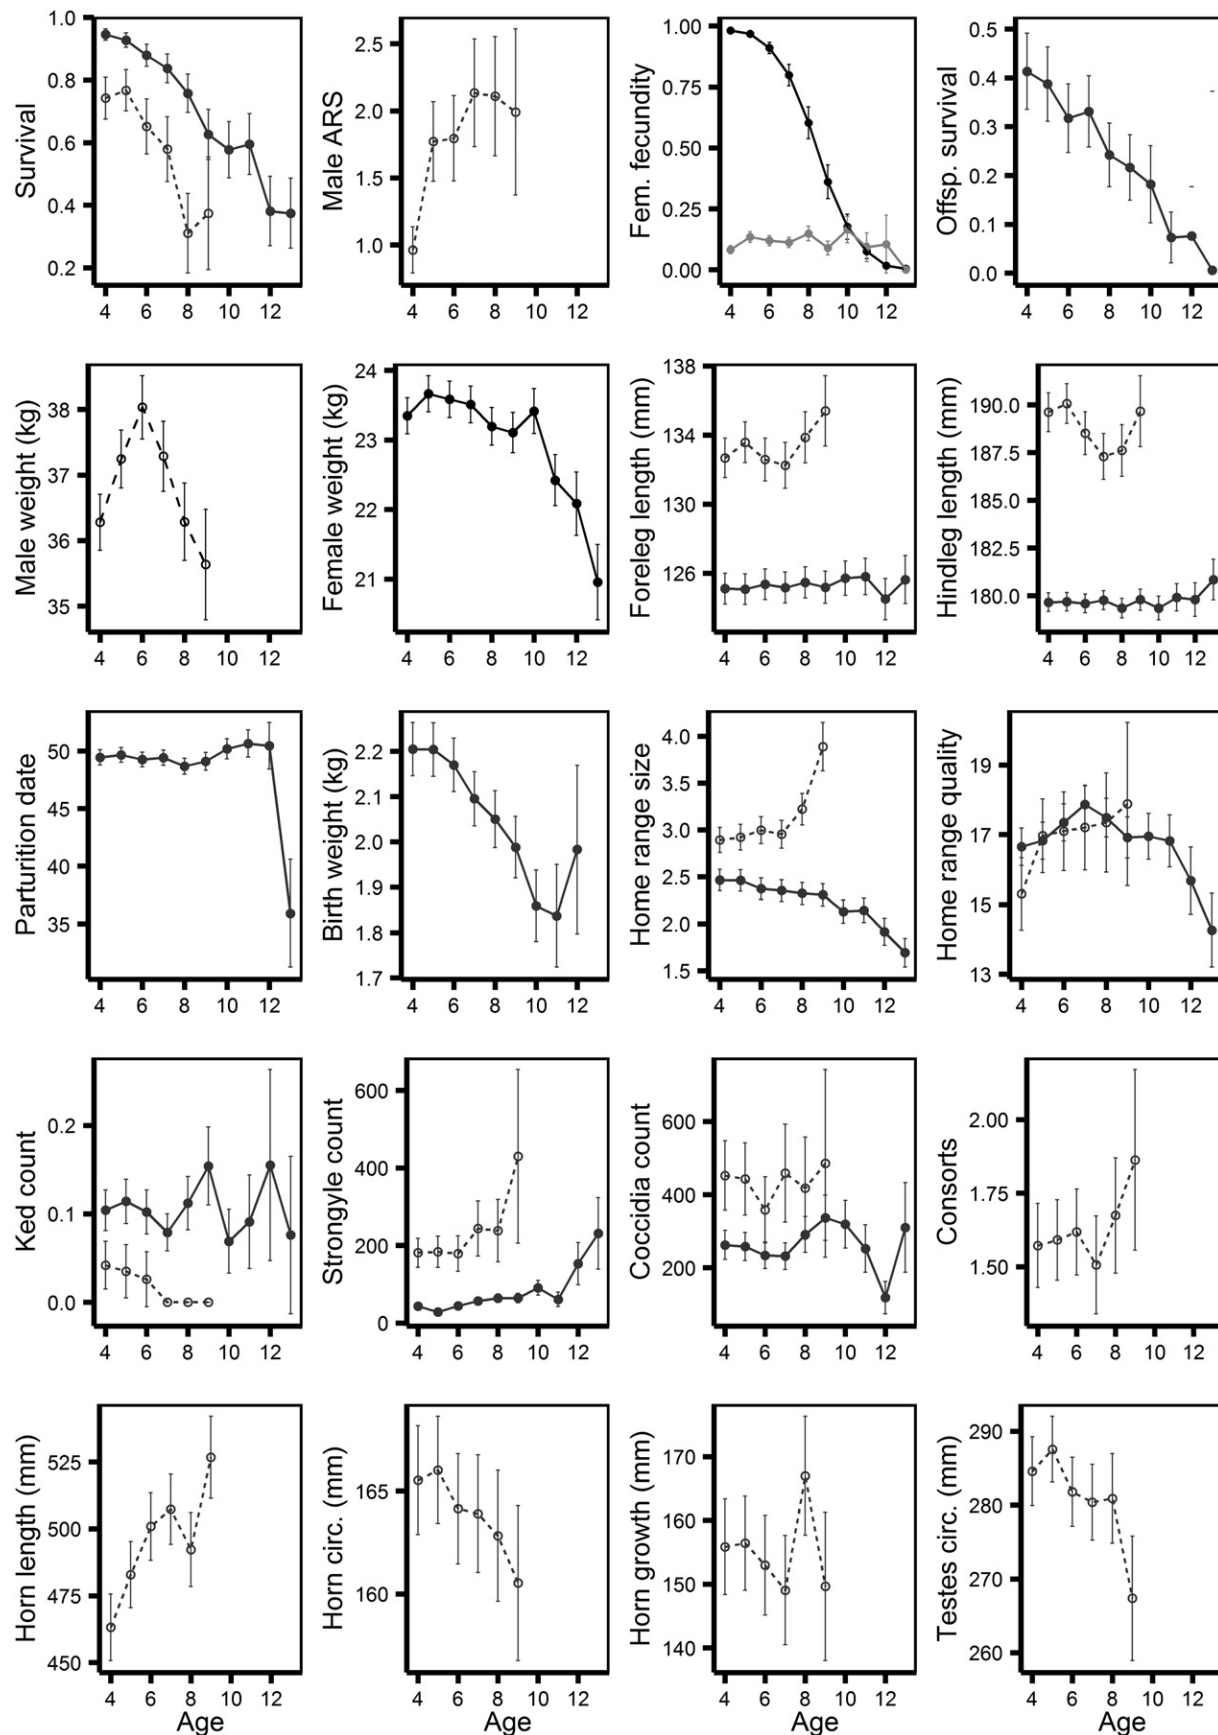 Survival
1.0
0.8
0.6
0.4
0.2
4 6 8 10 12
Male ARS
2.5
2.0
1.5
1.0
4 6 8 10 12
Fem. fecundity
1.00
0.75
0.50
0.25
0.00
4 6 8 10 12
Offsp. survival
0.5
0.4
0.3
0.2
0.1
0.0
4 6 8 10 12
Male weight (kg)
38
37
36
35
4 6 8 10 12
Female weight (kg)
24
23
22
21
4 6 8 10 12
Foreleg length (mm)
138
134
130
126
4 6 8 10 12
Hindleg length (mm)
190.0
187.5
185.0
182.5
180.0
4 6 8 10 12
Parturition date
50
45
40
35
4 6 8 10 12
Birth weight (kg)
2.2
2.1
2.0
1.9
1.8
1.7
4 6 8 10 12
Home range size
4.0
3.5
3.0
2.5
2.0
1.5
4 6 8 10 12
Home range quality
19
17
15
13
4 6 8 10 12
Ked count
0.2
0.1
0.0
4 6 8 10 12
Strongyle count
600
400
200
0
4 6 8 10 12
Coccidia count
600
400
200
4 6 8 10 12
Consorts
2.00
1.75
1.50
4 6 8 10 12
Horn length (mm)
525
500
475
450
4 6 8 10 12
Age
Horn circ. (mm)
165
160
4 6 8 10 12
Age
Horn growth (mm)
170
160
150
140
4 6 8 10 12
Age
Testes circ. (mm)
290
280
270
260
4 6 8 10 12
Age